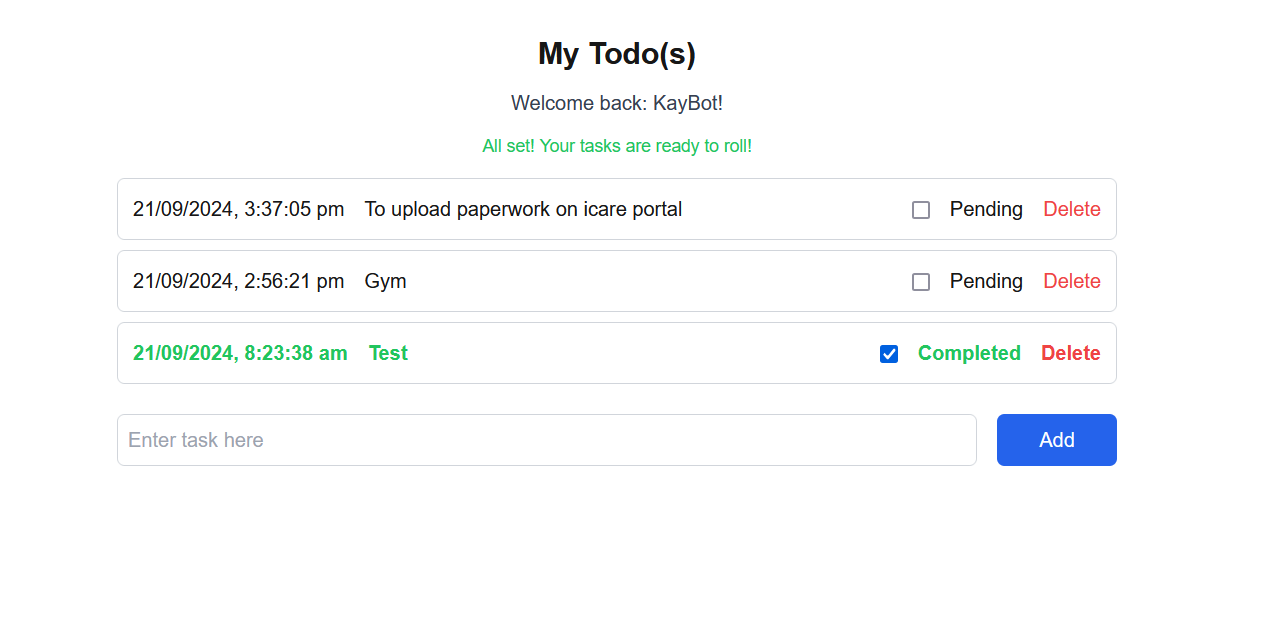 My Todo(s)
Welcome back: KayBot!
All set! Your tasks are ready to roll!
21/09/2024, 3:37:05 pm To upload paperwork on icare portal Pending Delete
21/09/2024, 2:56:21 pm Gym Pending Delete
21/09/2024, 8:23:38 am Test Completed Delete
Enter task here Add